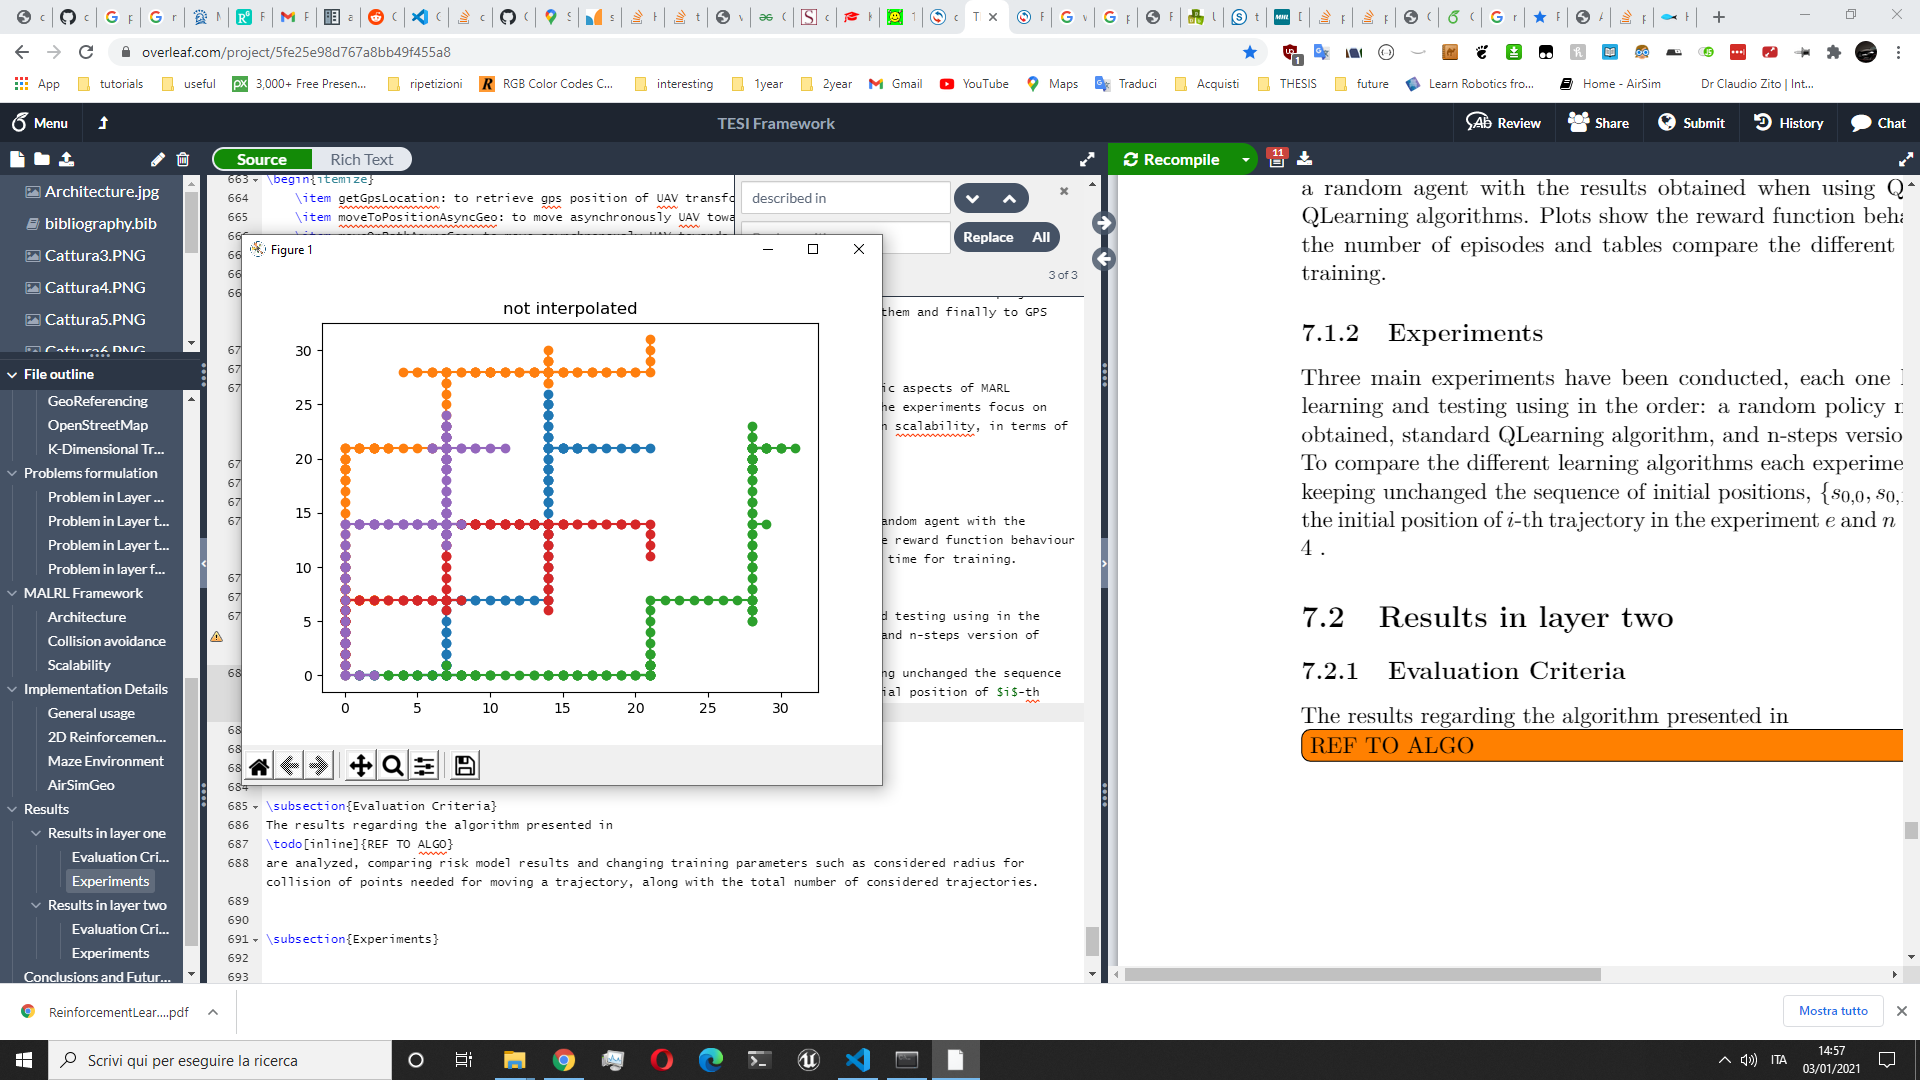 overleaf.com/project/5fe25e98d767a8bb49f455a8
App
tutorials
useful
3,000+ Free Presen...
ripetizioni
RGB Color Codes C...
interesting
1year
2year
Gmail
YouTube
Maps
Traduci
Acquisti
THESIS
future
Learn Robotics fro...
Home - AirSim
Dr Claudio Zito | Int...
Menu
TESI Framework
Review
Share
Submit
History
Chat
Source
Rich Text
Recompile
11
Architecture.jpg
bibliography.bib
Cattura3.PNG
Cattura4.PNG
Cattura5.PNG
Cattura6.PNG
File outline
GeoReferencing
OpenStreetMap
K-Dimensional Tr...
Problems formulation
Problem in Layer ...
Problem in Layer t...
Problem in Layer t...
Problem in layer f...
MALRL Framework
Architecture
Collision avoidance
Scalability
Implementation Details
General usage
2D Reinforcemen...
Maze Environment
AirSimGeo
Results
Results in layer one
Evaluation Cri...
Experiments
Results in layer two
Evaluation Cri...
Experiments
Conclusions and Futur...
663 \begin{itemize}
664 \item getGpsLocation: to retrieve gps position of UAV transfo
665 \item moveToPositionAsyncGeo: to move asynchronously UAV towa
described in
Replace
All
3 of 3
them and finally to GPS
ic aspects of MARL
he experiments focus on
n scalability, in terms of
andom agent with the
e reward function behaviour
time for training.
d testing using in the
and n-steps version of
ng unchanged the sequence
ial position of $i$-th
684
685 \subsection{Evaluation Criteria}
686 The results regarding the algorithm presented in
687 \todo[inline]{REF TO ALGO}
688 are analyzed, comparing risk model results and changing training parameters such as considered radius for
collision of points needed for moving a trajectory, along with the total number of considered trajectories.
689
690
691 \subsection{Experiments}
692
693
Figure 1
not interpolated
30
25
20
15
10
5
0
0 5 10 15 20 25 30
a random agent with the results obtained when using Q
QLearning algorithms. Plots show the reward function beha
the number of episodes and tables compare the different
training.
7.1.2 Experiments
Three main experiments have been conducted, each one
learning and testing using in the order: a random policy
obtained, standard QLearning algorithm, and n-steps versio
To compare the different learning algorithms each experime
keeping unchanged the sequence of initial positions, {s0,0, s0,
the initial position of i-th trajectory in the experiment e and n
4 .
7.2 Results in layer two
7.2.1 Evaluation Criteria
The results regarding the algorithm presented in
REF TO ALGO
ReinforcementLear....pdf
Mostra tutto
Scrivi qui per eseguire la ricerca
ITA
14:57
03/01/2021